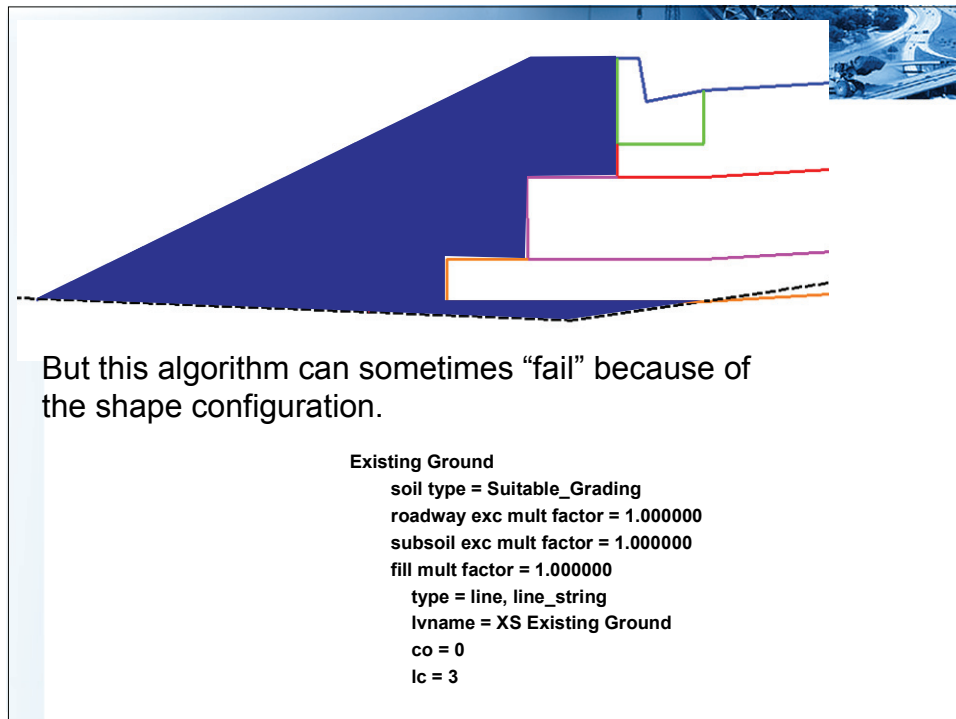 But this algorithm can sometimes “fail” because of
the shape configuration.
Existing Ground
soil type = Suitable_Grading
roadway exc mult factor = 1.000000
subsoil exc mult factor = 1.000000
fill mult factor = 1.000000
type = line, line_string
lvname = XS Existing Ground
co = 0
lc = 3